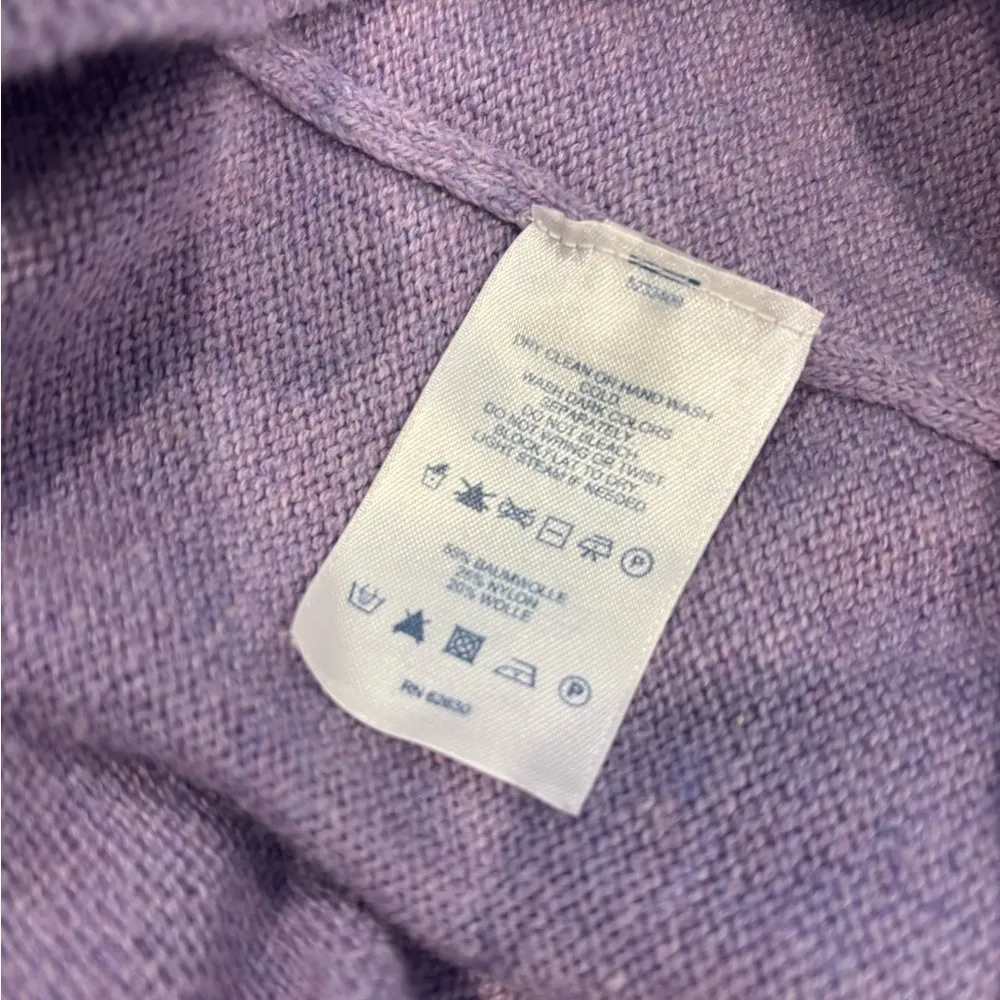 DRY CLEAN OR HAND WASH
COLD.
WASH DARK COLORS
SEPARATELY.
DO NOT BLEACH.
DO NOT WRING OR TWIST
BLOCK/FLAT TO DRY.
LIGHT STEAM IF NEEDED
P
BAUMWOLLE
NYLON
20% WOLLE
P
RN 62630